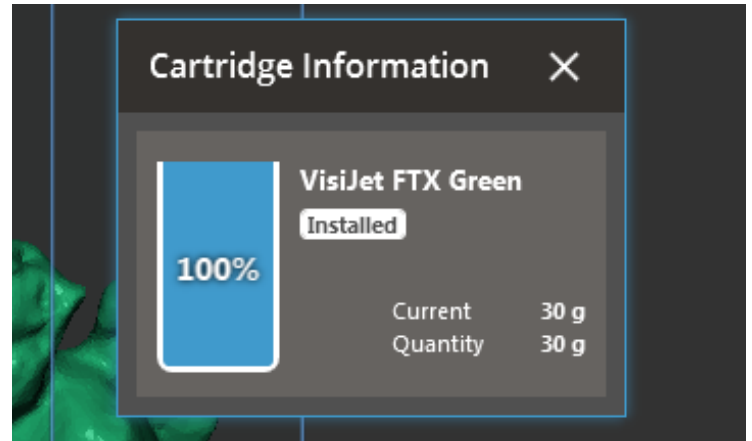 Cartridge Information
VisiJet FTX Green
Installed
100%
Current 30 g
Quantity 30 g